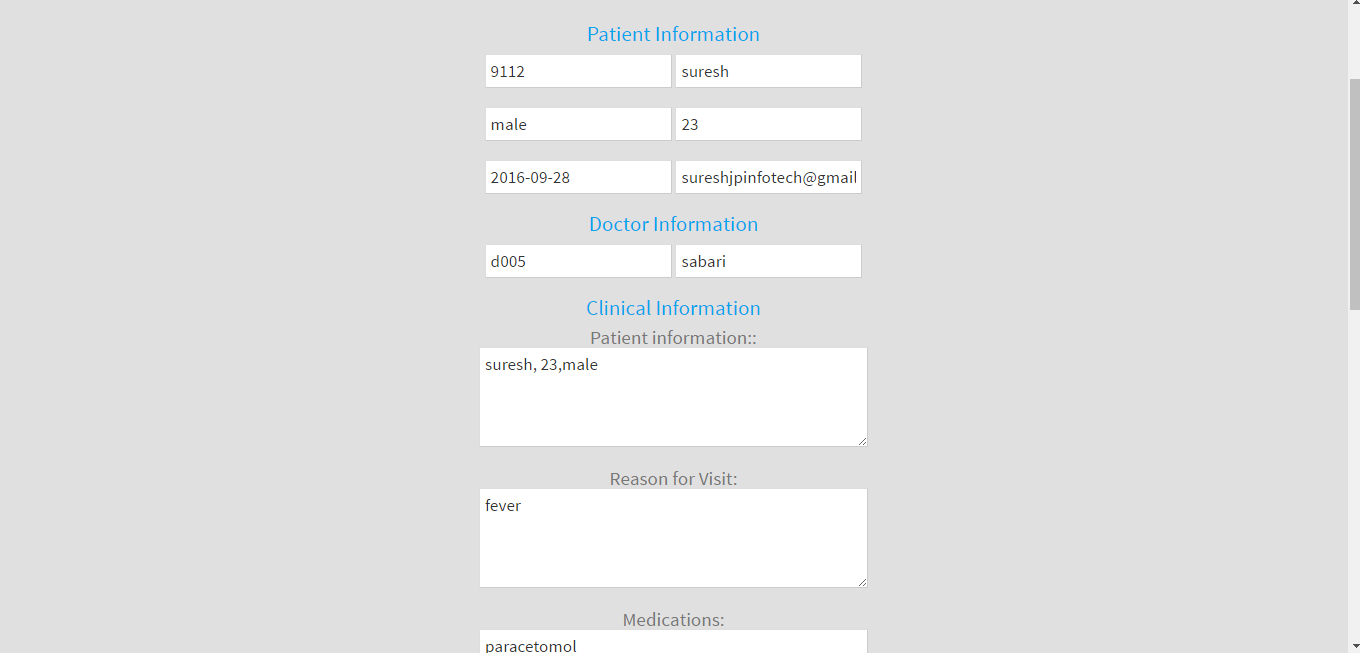 Patient Information
9112 suresh
male 23
2016-09-28 sureshjpinfotech@gmail
Doctor Information
d005 sabari
Clinical Information
Patient information::
suresh, 23,male
Reason for Visit:
fever
Medications:
paracetomol